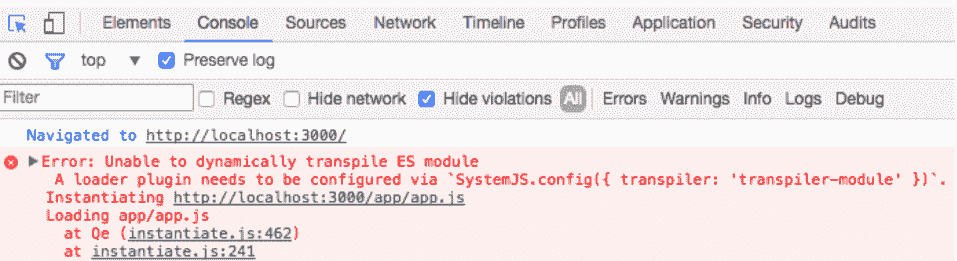 Elements Console Sources Network Timeline Profiles Application Security Audits
top ▼ Preserve log
Filter Regex Hide network Hide violations All Errors Warnings Info Logs Debug
Navigated to http://localhost:3000/
▶Error: Unable to dynamically transpile ES module
A loader plugin needs to be configured via `SystemJS.config({ transpiler: 'transpiler-module' })`.
Instantiating http://localhost:3000/app/app.js
Loading app/app.js
at Qe (instantiate.js:462)
at instantiate.js:241